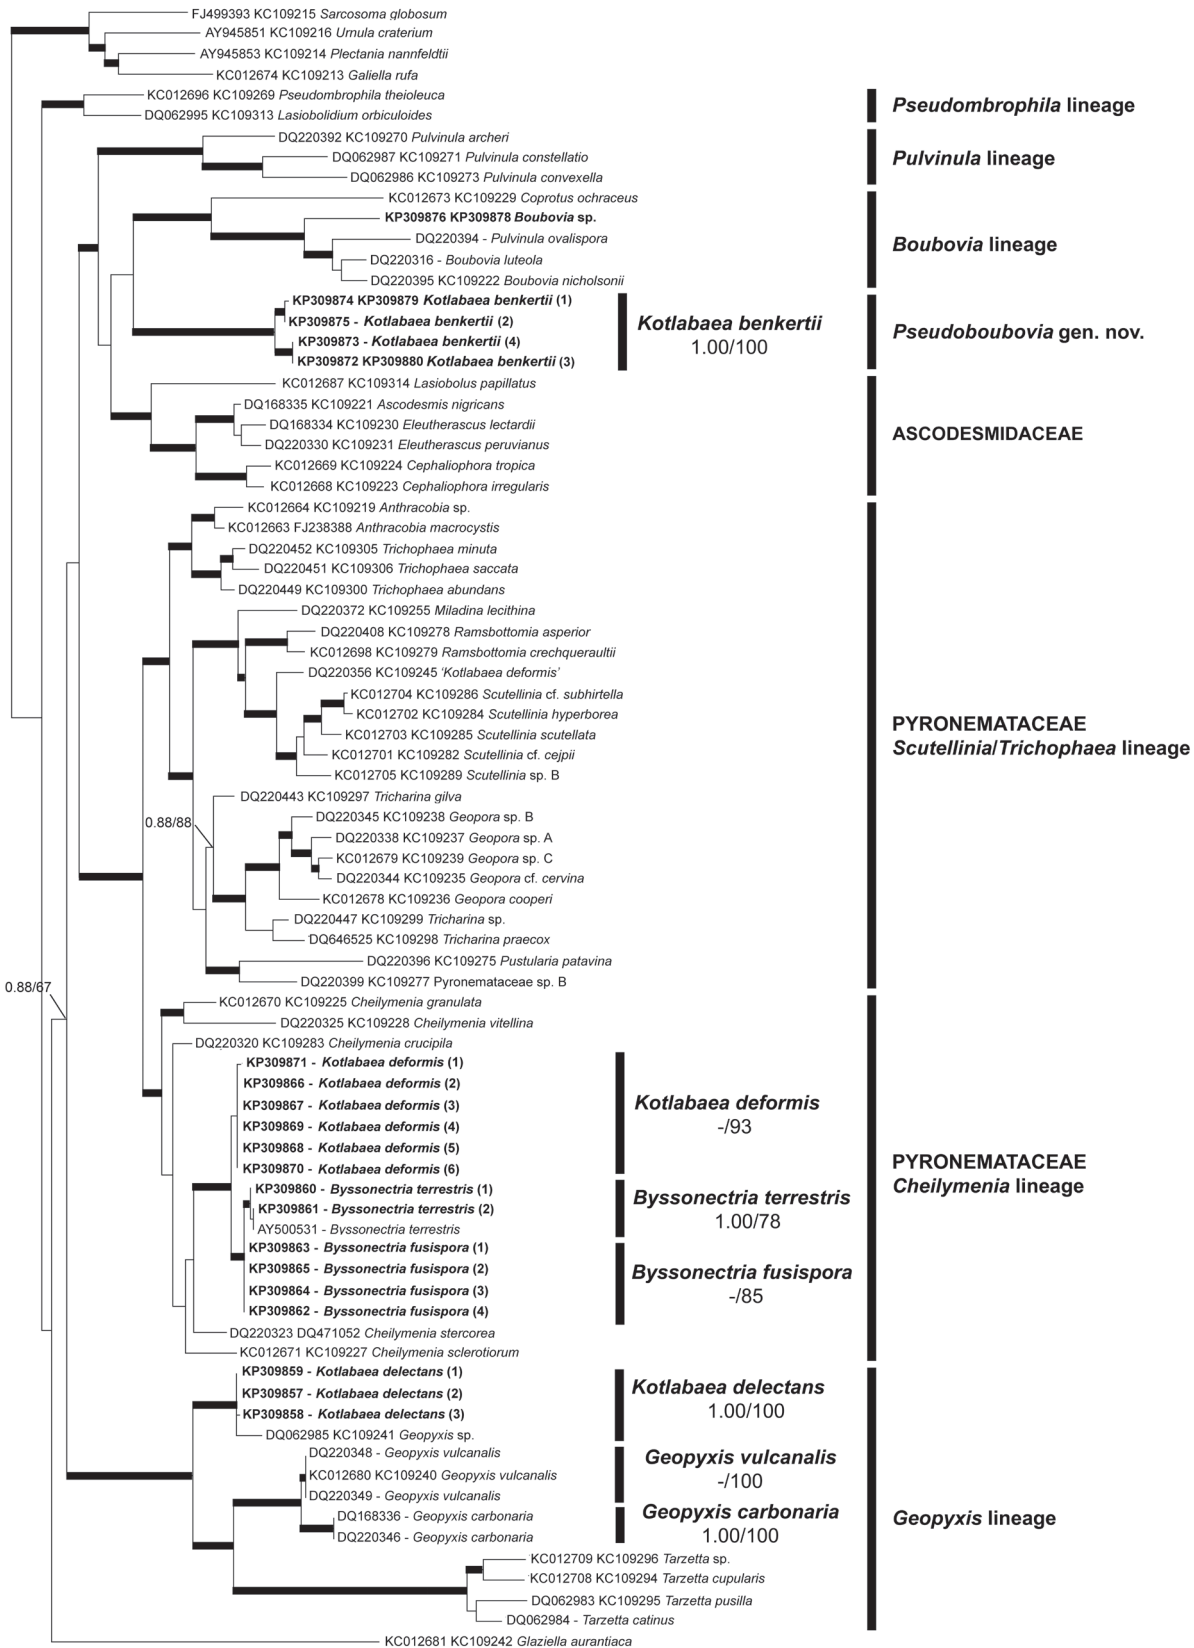 FJ499393 KC109215 Sarcosoma globosum
AY945851 KC109216 Urnula craterium
AY945853 KC109214 Plectania nannfeldtii
KC012674 KC109213 Galiella rufa
KC012696 KC109269 Pseudombrophila theioleuca
DQ062995 KC109313 Lasiobolidium orbiculoides
Pseudombrophila lineage
DQ220392 KC109270 Pulvinula archeri
DQ062987 KC109271 Pulvinula constellatio
DQ062986 KC109273 Pulvinula convexella
Pulvinula lineage
KC012673 KC109229 Coprotus ochraceus
KP309876 KP309878 Boubovia sp.
DQ220394 - Pulvinula ovalispora
DQ220316 - Boubovia luteola
DQ220395 KC109222 Boubovia nicholsonii
Boubovia lineage
KP309874 KP309879 Kotlabaea benkertii (1)
KP309875 - Kotlabaea benkertii (2)
KP309873 - Kotlabaea benkertii (4)
KP309872 KP309880 Kotlabaea benkertii (3)
Kotlabaea benkertii
1.00/100
Pseudoboubovia gen. nov.
KC012687 KC109314 Lasiobolus papillatus
DQ168335 KC109221 Ascodesmis nigricans
DQ168334 KC109230 Eleutherascus lectardii
DQ220330 KC109231 Eleutherascus peruvianus
KC012669 KC109224 Cephaliophora tropica
KC012668 KC109223 Cephaliophora irregularis
ASCODESMIDACEAE
KC012664 KC109219 Anthracobia sp.
KC012663 FJ238388 Anthracobia macrocystis
DQ220452 KC109305 Trichophaea minuta
DQ220451 KC109306 Trichophaea saccata
DQ220449 KC109300 Trichophaea abundans
DQ220372 KC109255 Miladina lecithina
DQ220408 KC109278 Ramsbottomia asperior
KC012698 KC109279 Ramsbottomia crechqueraultii
DQ220356 KC109245 ‘Kotlabaea deformis’
KC012704 KC109286 Scutellinia cf. subhirtella
KC012702 KC109284 Scutellinia hyperborea
KC012703 KC109285 Scutellinia scutellata
KC012701 KC109282 Scutellinia cf. cejpii
KC012705 KC109289 Scutellinia sp. B
DQ220443 KC109297 Tricharina gilva
0.88/88
DQ220345 KC109238 Geopora sp. B
DQ220338 KC109237 Geopora sp. A
KC012679 KC109239 Geopora sp. C
DQ220344 KC109235 Geopora cf. cervina
KC012678 KC109236 Geopora cooperi
DQ220447 KC109299 Tricharina sp.
DQ646525 KC109298 Tricharina praecox
DQ220396 KC109275 Pustularia patavina
DQ220399 KC109277 Pyronemataceae sp. B
PYRONEMATACEAE
Scutellinia/Trichophaea lineage
0.88/67
KC012670 KC109225 Cheilymenia granulata
DQ220325 KC109228 Cheilymenia vitellina
DQ220320 KC109283 Cheilymenia crucipila
KP309871 - Kotlabaea deformis (1)
KP309866 - Kotlabaea deformis (2)
KP309867 - Kotlabaea deformis (3)
KP309869 - Kotlabaea deformis (4)
KP309868 - Kotlabaea deformis (5)
KP309870 - Kotlabaea deformis (6)
Kotlabaea deformis
-/93
KP309860 - Byssonectria terrestris (1)
KP309861 - Byssonectria terrestris (2)
AY500531 - Byssonectria terrestris
Byssonectria terrestris
1.00/78
KP309863 - Byssonectria fusispora (1)
KP309865 - Byssonectria fusispora (2)
KP309864 - Byssonectria fusispora (3)
KP309862 - Byssonectria fusispora (4)
Byssonectria fusispora
-/85
DQ220323 DQ471052 Cheilymenia stercorea
KC012671 KC109227 Cheilymenia sclerotiorum
PYRONEMATACEAE
Cheilymenia lineage
KP309859 - Kotlabaea delectans (1)
KP309857 - Kotlabaea delectans (2)
KP309858 - Kotlabaea delectans (3)
DQ062985 KC109241 Geopyxis sp.
Kotlabaea delectans
1.00/100
DQ220348 - Geopyxis vulcanalis
KC012680 KC109240 Geopyxis vulcanalis
DQ220349 - Geopyxis vulcanalis
Geopyxis vulcanalis
-/100
DQ168336 - Geopyxis carbonaria
DQ220346 - Geopyxis carbonaria
Geopyxis carbonaria
1.00/100
KC012709 KC109296 Tarzetta sp.
KC012708 KC109294 Tarzetta cupularis
DQ062983 KC109295 Tarzetta pusilla
DQ062984 - Tarzetta catinus
Geopyxis lineage
KC012681 KC109242 Glaziella aurantiaca